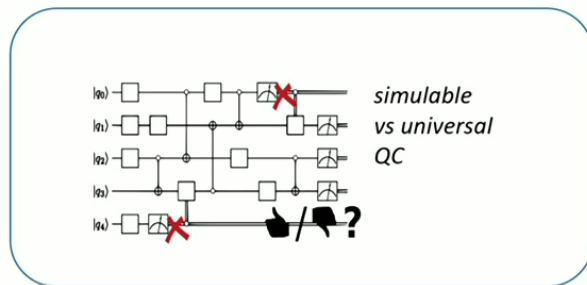 |q₀⟩
simulable
|q₁⟩
vs universal
|q₂⟩
QC
|q₃⟩
|q₄⟩
/ ?